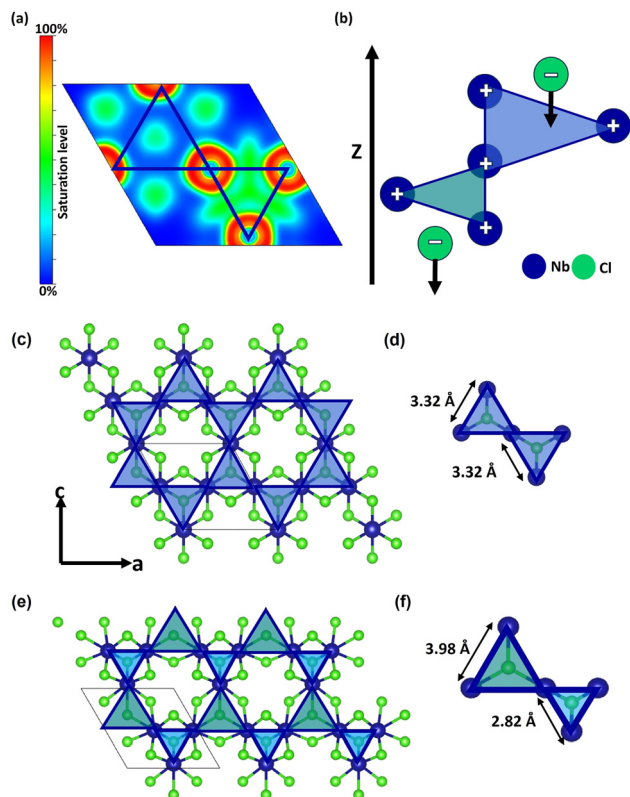 (a)
100%
Saturation level
0%
(b)
Z
+
+
+
+
+
−
−
Nb
Cl
(c)
c
a
(d)
3.32 Å
3.32 Å
(e)
(f)
3.98 Å
2.82 Å